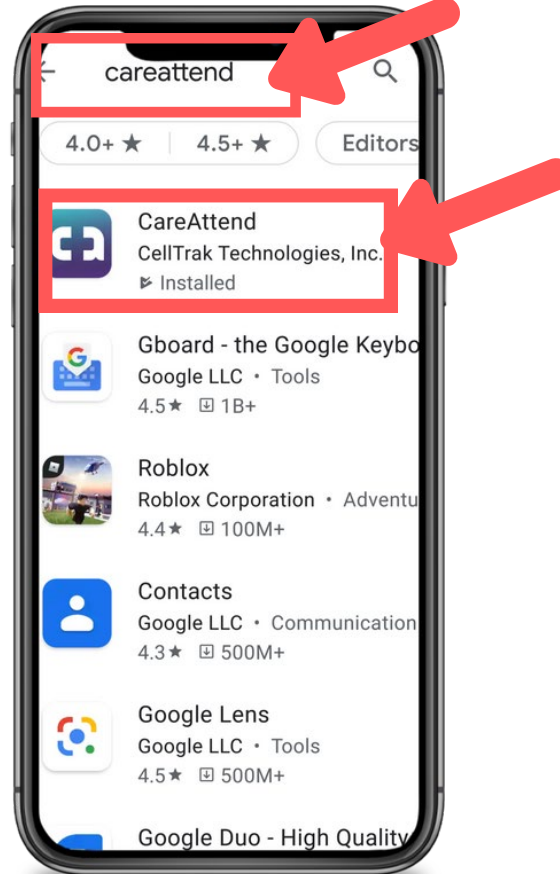 careattend
4.0+ ★ 4.5+ ★ Editors
CareAttend
CellTrak Technologies, Inc.
Installed
Gboard - the Google Keybo
Google LLC • Tools
4.5★ 1B+
Roblox
Roblox Corporation • Adventu
4.4★ 100M+
Contacts
Google LLC • Communication
4.3★ 500M+
Google Lens
Google LLC • Tools
4.5★ 500M+
Google Duo - High Quality